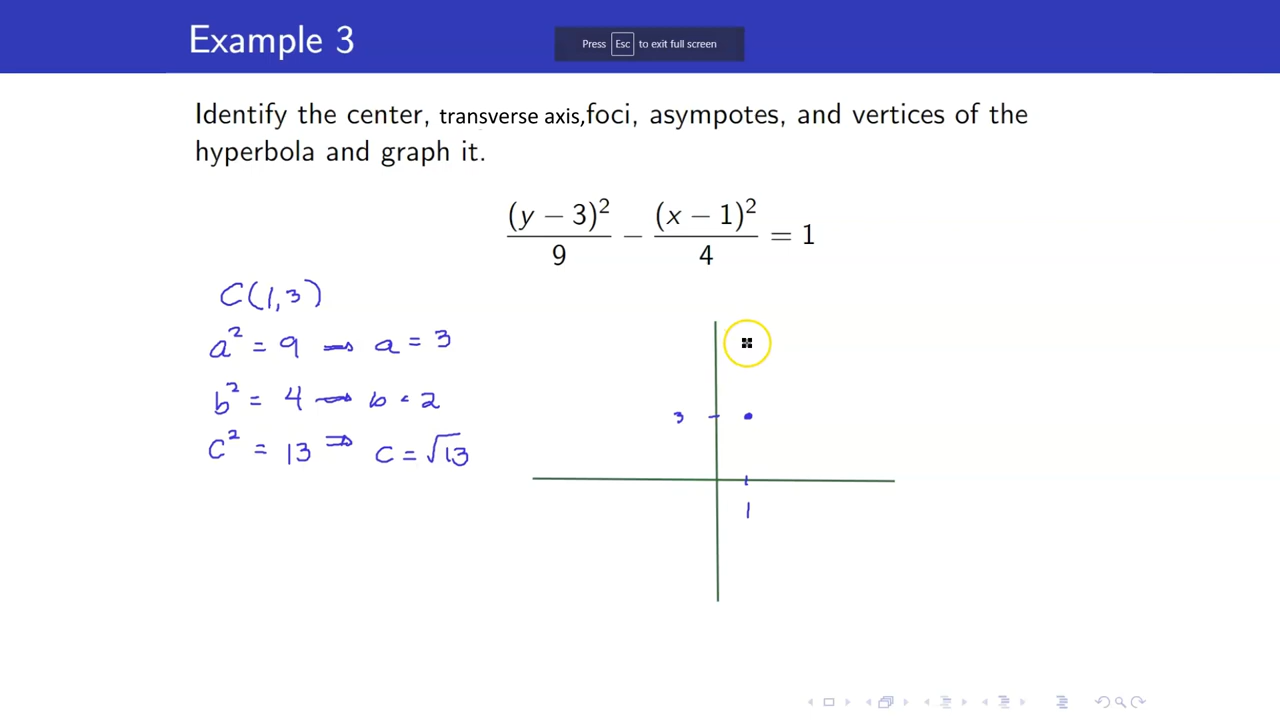 Example 3
Press Esc to exit full screen
Identify the center, transverse axis, foci, asympotes, and vertices of the
hyperbola and graph it.
(y − 3)²/9 − (x − 1)²/4 = 1
C(1,3)
a² = 9 ⇒ a = 3
b² = 4 ⇒ b = 2
c² = 13 ⇒ c = √13
3
1